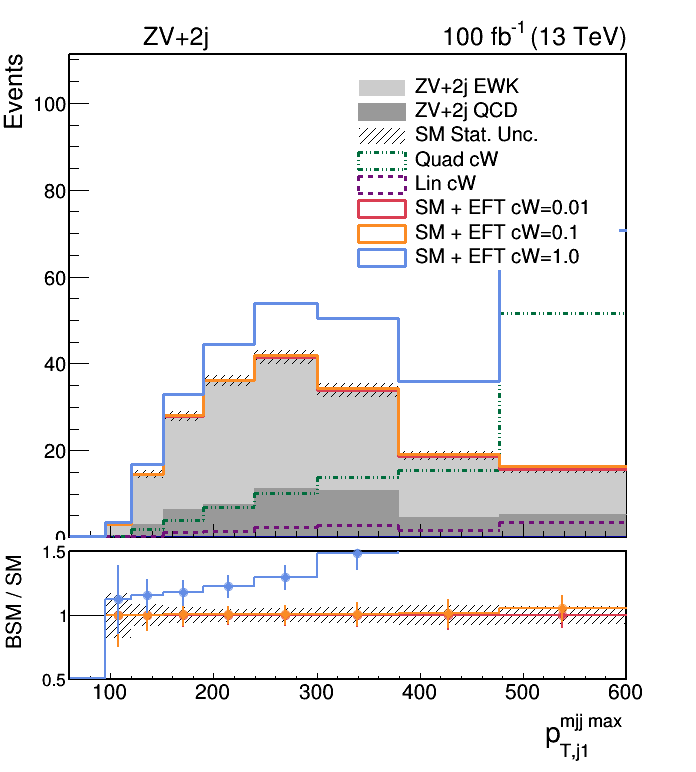 ZV+2j 100 fb-1 (13 TeV)
Events
100
80
60
40
20
0
ZV+2j EWK
ZV+2j QCD
SM Stat. Unc.
Quad cW
Lin cW
SM + EFT cW=0.01
SM + EFT cW=0.1
SM + EFT cW=1.0
BSM / SM
1.5
1
0.5
100 200 300 400 500 600
p mjj max T,j1